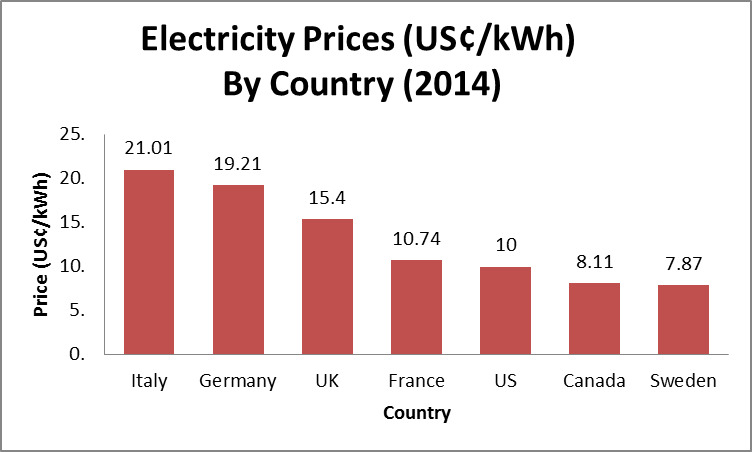 Electricity Prices (US¢/kWh)
By Country (2014)
Price (US¢/kWh)
25.
20.
15.
10.
5.
0.
21.01
19.21
15.4
10.74
10
8.11
7.87
Italy
Germany
UK
France
US
Canada
Sweden
Country